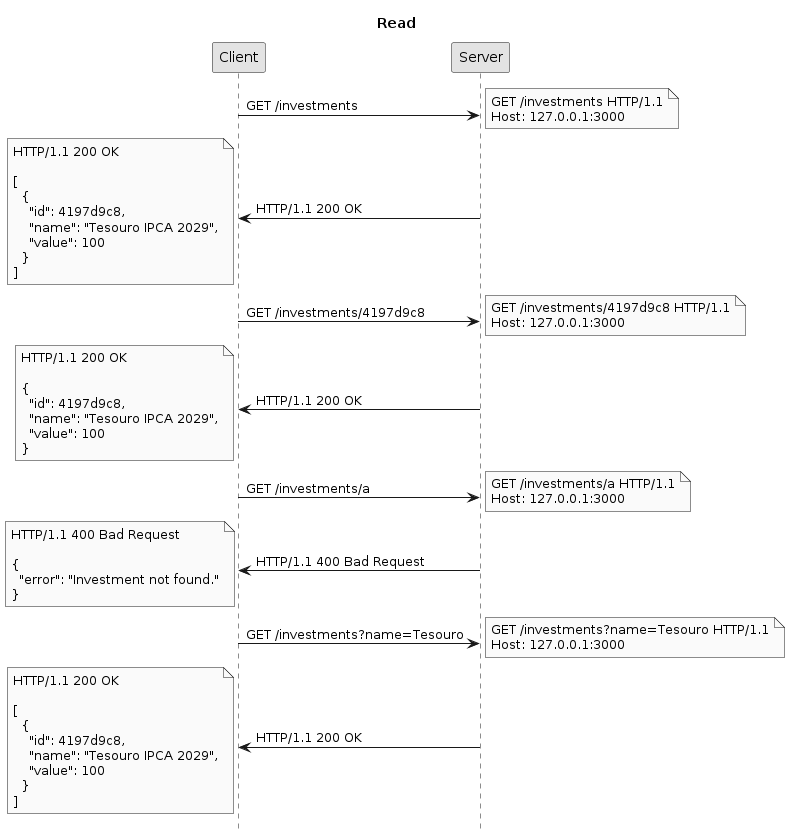 Read
Client
Server
GET /investments
GET /investments HTTP/1.1
Host: 127.0.0.1:3000
HTTP/1.1 200 OK
[
  {
    "id": 4197d9c8,
    "name": "Tesouro IPCA 2029",
    "value": 100
  }
]
HTTP/1.1 200 OK
GET /investments/4197d9c8
GET /investments/4197d9c8 HTTP/1.1
Host: 127.0.0.1:3000
HTTP/1.1 200 OK
{
  "id": 4197d9c8,
  "name": "Tesouro IPCA 2029",
  "value": 100
}
HTTP/1.1 200 OK
GET /investments/a
GET /investments/a HTTP/1.1
Host: 127.0.0.1:3000
HTTP/1.1 400 Bad Request
{
  "error": "Investment not found."
}
HTTP/1.1 400 Bad Request
GET /investments?name=Tesouro
GET /investments?name=Tesouro HTTP/1.1
Host: 127.0.0.1:3000
HTTP/1.1 200 OK
[
  {
    "id": 4197d9c8,
    "name": "Tesouro IPCA 2029",
    "value": 100
  }
]
HTTP/1.1 200 OK